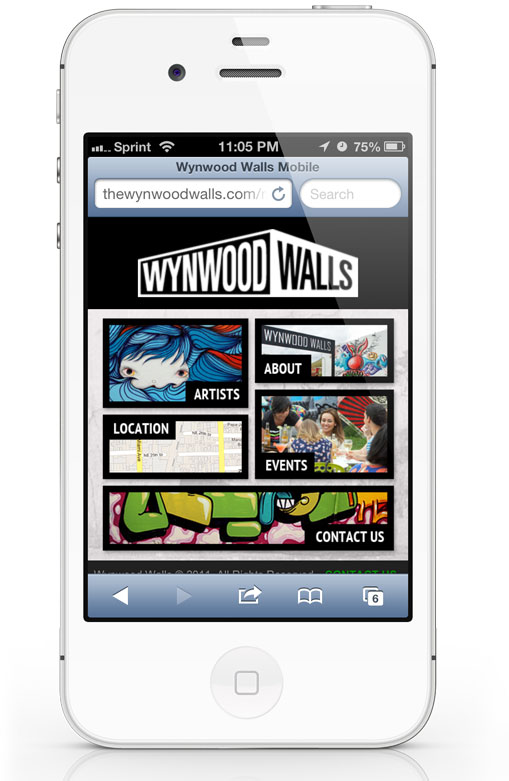 Sprint 11:05 PM 75%
Wynwood Walls Mobile
thewynwoodwalls.com/ Search
WYNWOOD WALLS
ARTISTS
WYNWOOD WALLS
ABOUT
LOCATION
EVENTS
CONTACT US
Wynwood Walls © 2011 All Rights Reserved CONTACT US
6